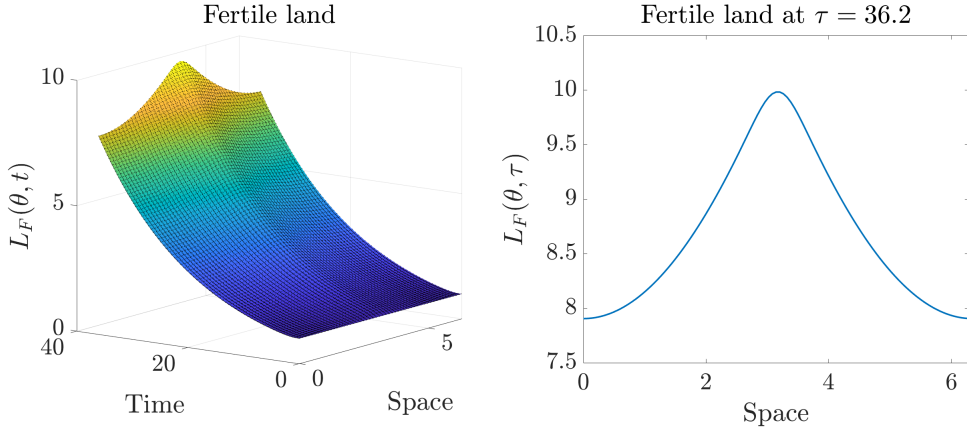 Fertile land
10
5
0
L_F(θ, t)
40
20
0
Time
0
5
Space
Fertile land at τ = 36.2
10.5
10
9.5
9
8.5
8
7.5
L_F(θ, τ)
0
2
4
6
Space